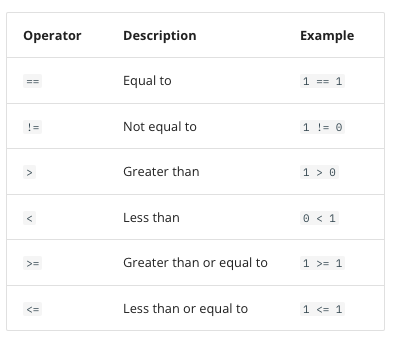 Operator Description Example
== Equal to 1 == 1
!= Not equal to 1 != 0
> Greater than 1 > 0
< Less than 0 < 1
>= Greater than or equal to 1 >= 1
<= Less than or equal to 1 <= 1